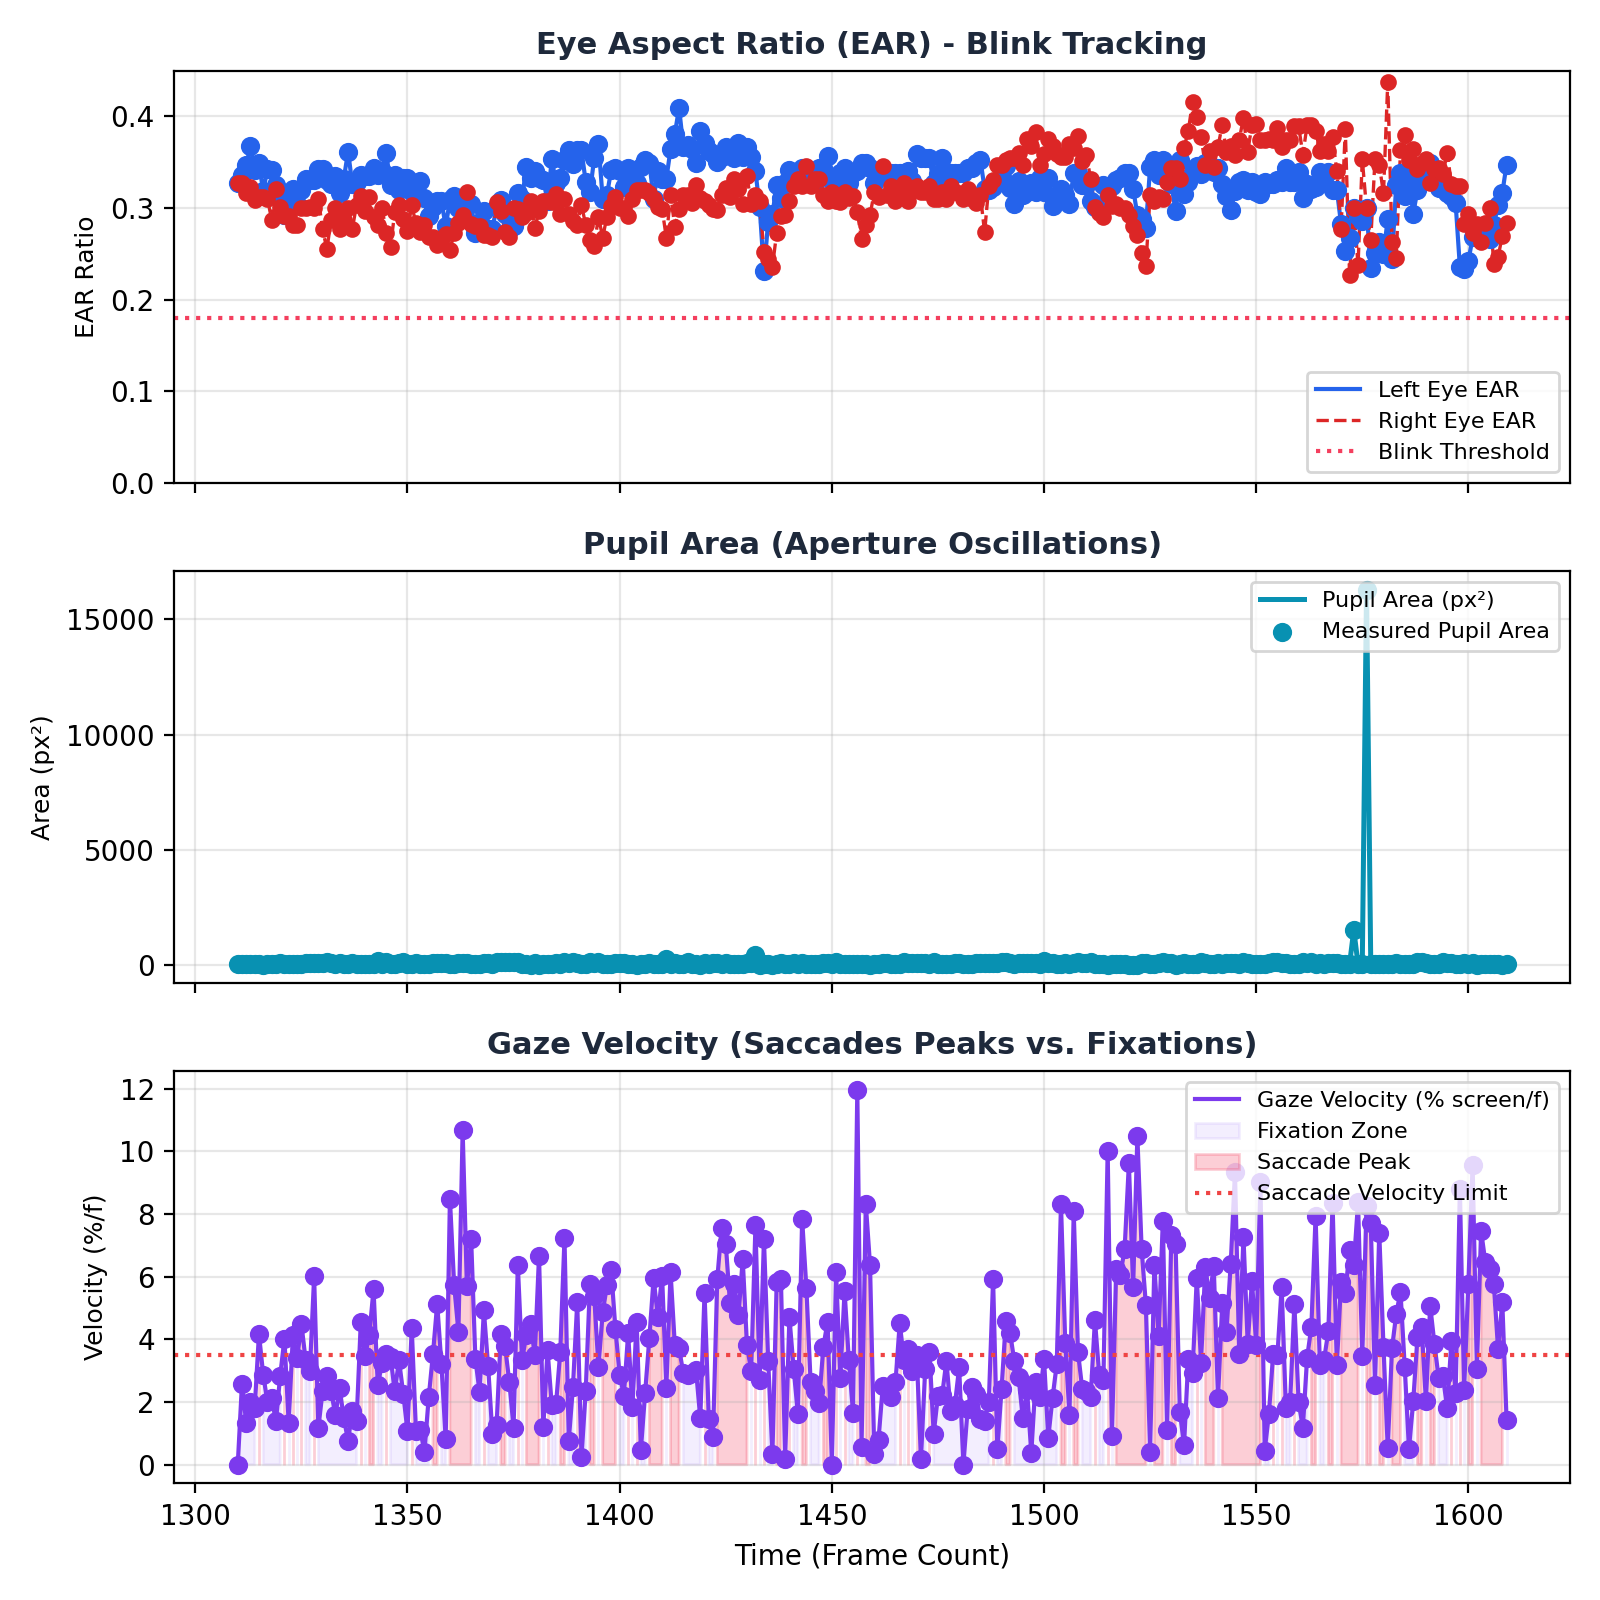 Eye Aspect Ratio (EAR) - Blink Tracking
EAR Ratio
0.4
0.3
0.2
0.1
0.0
Left Eye EAR
Right Eye EAR
Blink Threshold
Pupil Area (Aperture Oscillations)
Area (px²)
15000
10000
5000
0
Pupil Area (px²)
Measured Pupil Area
Gaze Velocity (Saccades Peaks vs. Fixations)
Velocity (%/f)
12
10
8
6
4
2
0
Gaze Velocity (% screen/f)
Fixation Zone
Saccade Peak
Saccade Velocity Limit
1300 1350 1400 1450 1500 1550 1600
Time (Frame Count)